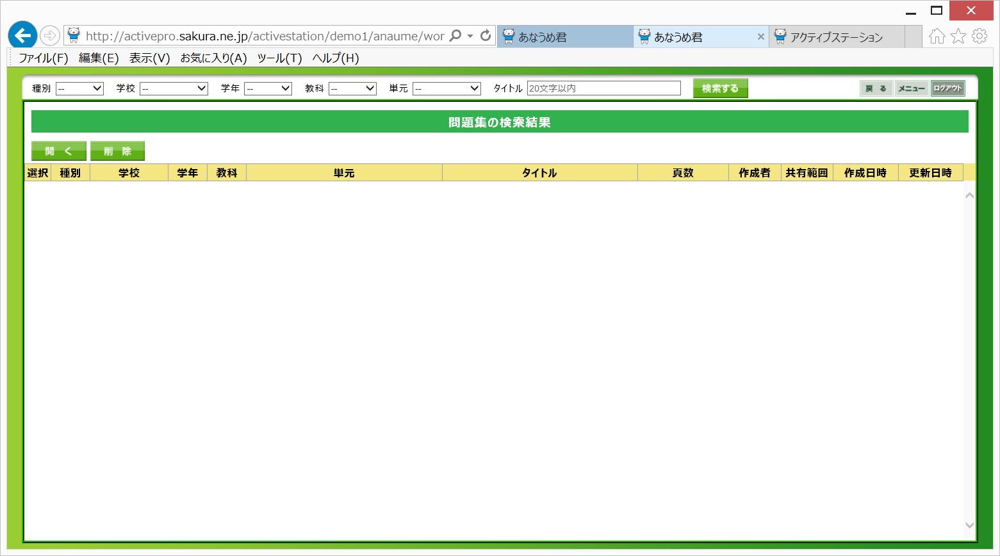 http://activepro.sakura.ne.jp/activestation/demo1/anaume/wor あなうめ君 あなうめ君 アクティブステーション
ファイル(F) 編集(E) 表示(V) お気に入り(A) ツール(T) ヘルプ(H)
種別 -- 学校 -- 学年 -- 教科 -- 単元 -- タイトル 20文字以内 検索する 戻る メニュー ログアウト
問題集の検索結果
開く 削除
選択 種別 学校 学年 教科 単元 タイトル 頁数 作成者 共有範囲 作成日時 更新日時